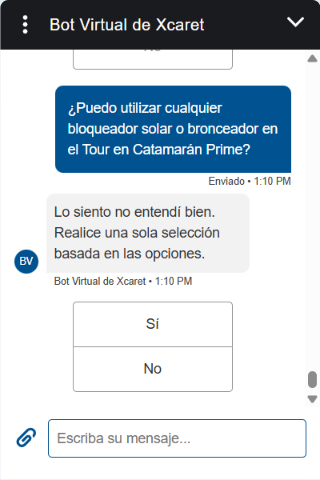 Bot Virtual de Xcaret
¿Puedo utilizar cualquier
bloqueador solar o bronceador en
el Tour en Catamarán Prime?
Enviado • 1:10 PM
Lo siento no entendí bien.
Realice una sola selección
basada en las opciones.
BV
Bot Virtual de Xcaret • 1:10 PM
Sí
No
Escriba su mensaje...